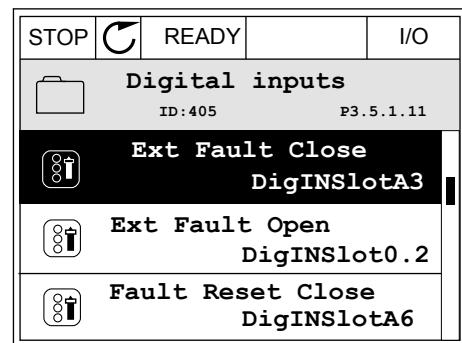 STOP READY I/O
Digital inputs
ID:405 P3.5.1.11
Ext Fault Close
DigINSlotA3
Ext Fault Open
DigINSlot0.2
Fault Reset Close
DigINSlotA6